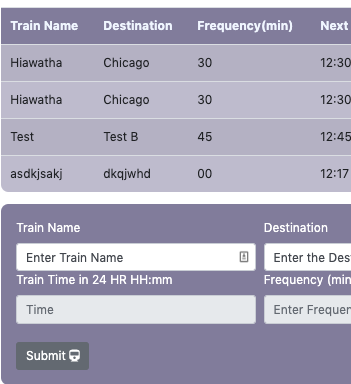 Train Name Destination Frequency(min) Next
Hiawatha Chicago 30 12:30
Hiawatha Chicago 30 12:30
Test Test B 45 12:45
asdkjsakj dkqjwhd 00 12:17
Train Name Destination
Enter Train Name Enter the Des
Train Time in 24 HR HH:mm Frequency (min
Time Enter Frequen
Submit